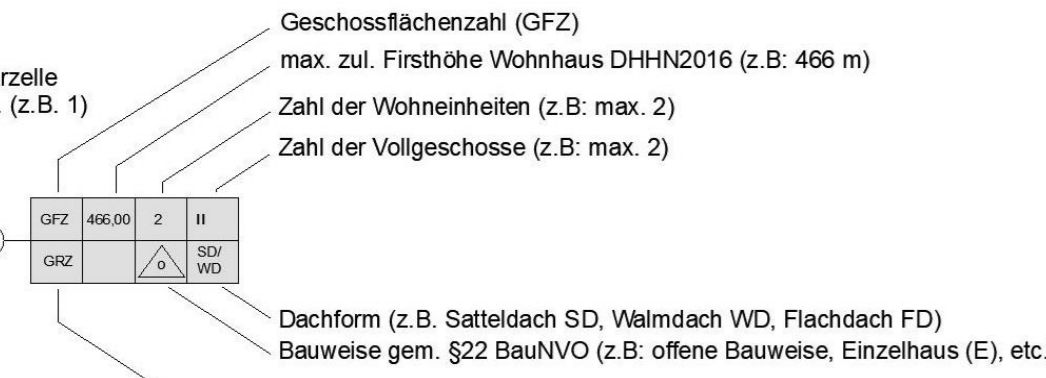 Geschossflächenzahl (GFZ)
max. zul. Firsthöhe Wohnhaus DHHN2016 (z.B: 466 m)
(z.B. 1)
Zahl der Wohneinheiten (z.B: max. 2)
Zahl der Vollgeschosse (z.B: max. 2)
GFZ 466,00 2 II
GRZ o SD/
WD
Dachform (z.B. Satteldach SD, Walmdach WD, Flachdach FD)
Bauweise gem. §22 BauNVO (z.B: offene Bauweise, Einzelhaus (E), etc.